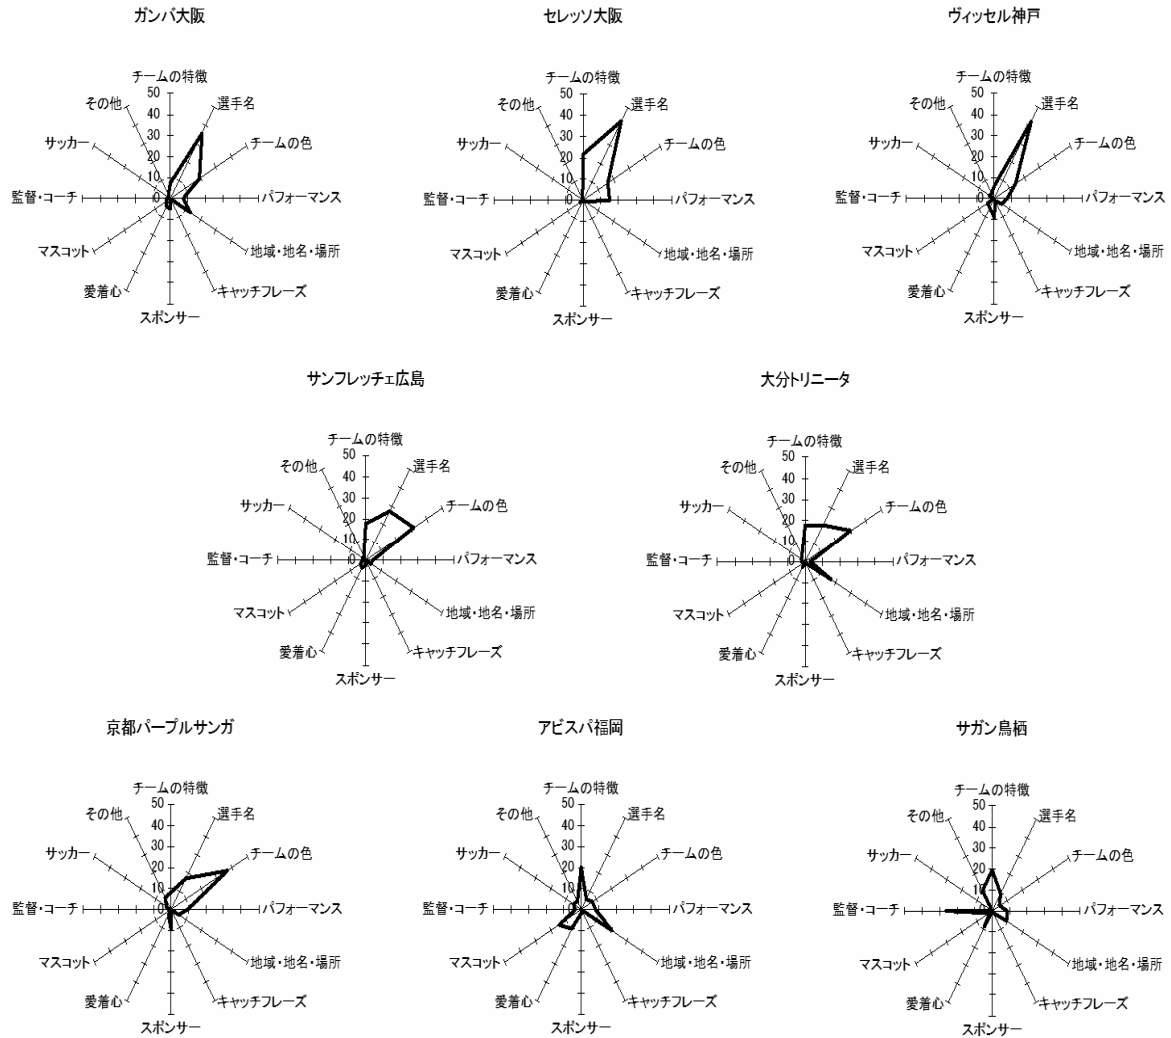 ガンバ大阪
チームの特徴
50
40
30
20
10
0
選手名
チームの色
パフォーマンス
地域・地名・場所
キャッチフレーズ
スポンサー
愛着心
マスコット
監督・コーチ
サッカー
その他
セレッソ大阪
チームの特徴
50
40
30
20
10
0
選手名
チームの色
パフォーマンス
地域・地名・場所
キャッチフレーズ
スポンサー
愛着心
マスコット
監督・コーチ
サッカー
その他
ヴィッセル神戸
チームの特徴
50
40
30
20
10
0
選手名
チームの色
パフォーマンス
地域・地名・場所
キャッチフレーズ
スポンサー
愛着心
マスコット
監督・コーチ
サッカー
その他
サンフレッチェ広島
チームの特徴
50
40
30
20
10
0
選手名
チームの色
パフォーマンス
地域・地名・場所
キャッチフレーズ
スポンサー
愛着心
マスコット
監督・コーチ
サッカー
その他
大分トリニータ
チームの特徴
50
40
30
20
10
0
選手名
チームの色
パフォーマンス
地域・地名・場所
キャッチフレーズ
スポンサー
愛着心
マスコット
監督・コーチ
サッカー
その他
京都パープルサンガ
チームの特徴
50
40
30
20
10
0
選手名
チームの色
パフォーマンス
地域・地名・場所
キャッチフレーズ
スポンサー
愛着心
マスコット
監督・コーチ
サッカー
その他
アビスパ福岡
チームの特徴
50
40
30
20
10
0
選手名
チームの色
パフォーマンス
地域・地名・場所
キャッチフレーズ
スポンサー
愛着心
マスコット
監督・コーチ
サッカー
その他
サガン鳥栖
チームの特徴
50
40
30
20
10
0
選手名
チームの色
パフォーマンス
地域・地名・場所
キャッチフレーズ
スポンサー
愛着心
マスコット
監督・コーチ
サッカー
その他